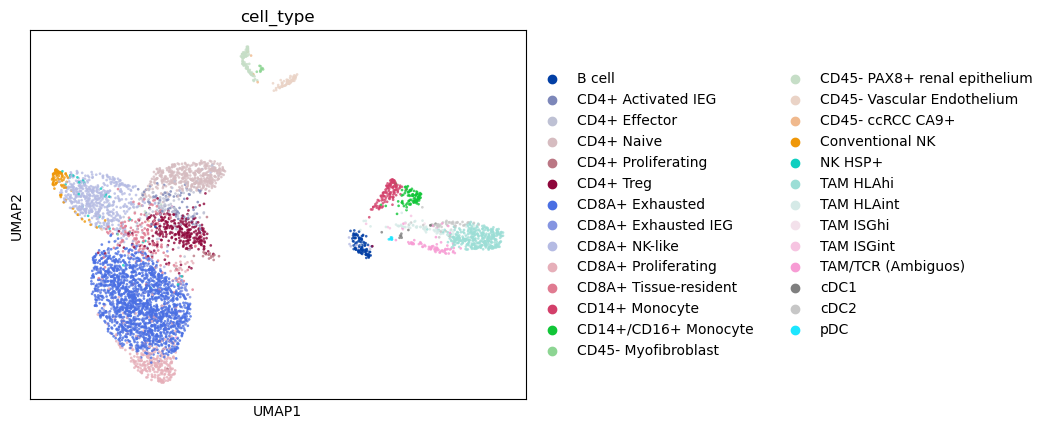 cell_type
UMAP2
UMAP1
B cell
CD4+ Activated IEG
CD4+ Effector
CD4+ Naive
CD4+ Proliferating
CD4+ Treg
CD8A+ Exhausted
CD8A+ Exhausted IEG
CD8A+ NK-like
CD8A+ Proliferating
CD8A+ Tissue-resident
CD14+ Monocyte
CD14+/CD16+ Monocyte
CD45- Myofibroblast
CD45- PAX8+ renal epithelium
CD45- Vascular Endothelium
CD45- ccRCC CA9+
Conventional NK
NK HSP+
TAM HLAhi
TAM HLAint
TAM ISGhi
TAM ISGint
TAM/TCR (Ambiguos)
cDC1
cDC2
pDC